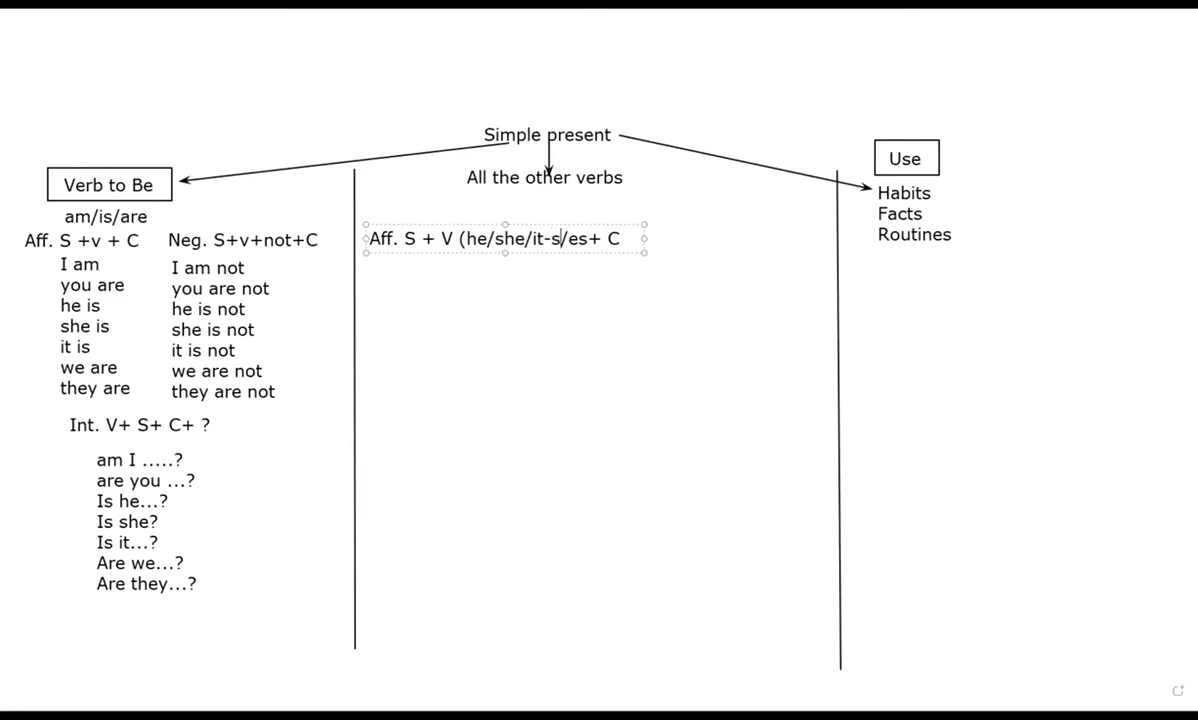 Simple present
Verb to Be
All the other verbs
Use
am/is/are
Habits
Facts
Routines
Aff. S +v + C
I am
you are
he is
she is
it is
we are
they are
Neg. S+v+not+C
I am not
you are not
he is not
she is not
it is not
we are not
they are not
Int. V+ S+ C+ ?
am I .....?
are you ...?
Is he...?
Is she?
Is it...?
Are we...?
Are they...?
Aff. S + V (he/she/it-s/es+ C